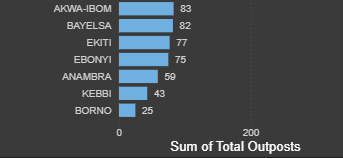 AKWA-IBOM 83
BAYELSA 82
EKITI 77
EBONYI 75
ANAMBRA 59
KEBBI 43
BORNO 25
0 200
Sum of Total Outposts